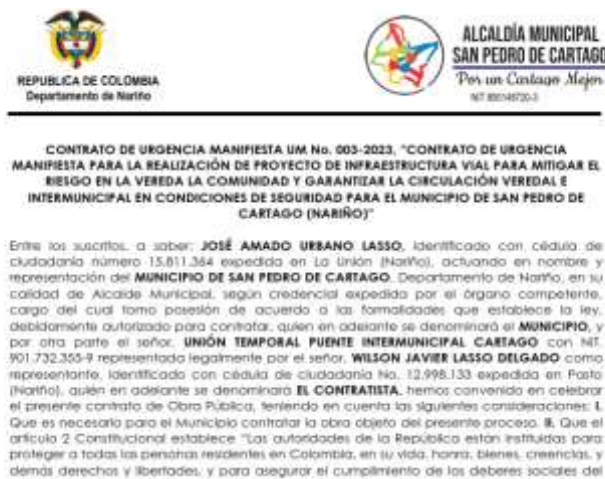 REPUBLICA DE COLOMBIA
Departamento de Nariño
ALCALDÍA MUNICIPAL
SAN PEDRO DE CARTAGO
Por un Cartago Mejor
NIT
CONTRATO DE URGENCIA MANIFIESTA UM No. 003-2023, "CONTRATO DE URGENCIA
MANIFIESTA PARA LA REALIZACIÓN DE PROYECTO DE INFRAESTRUCTURA VIAL PARA MITIGAR EL
RIESGO EN LA VEREDA LA COMUNIDAD Y GARANTIZAR LA CIRCULACIÓN VEREDAL E
INTERMUNICIPAL EN CONDICIONES DE SEGURIDAD PARA EL MUNICIPIO DE SAN PEDRO DE
CARTAGO (NARIÑO)"
Entre los suscritos, a saber: JOSÉ AMADO URBANO LASSO, identificado con cédula de
ciudadanía número 15.811.364 expedida en La Unión (Nariño), actuando en nombre y
representación del MUNICIPIO DE SAN PEDRO DE CARTAGO, Departamento de Nariño, en su
calidad de Alcalde Municipal, según credencial expedida por el órgano competente,
cargo del cual tomo posesión de acuerdo a las formalidades que establece la ley,
debidamente autorizado para contratar, quien en adelante se denominará el MUNICIPIO, y
por otra parte el señor. UNIÓN TEMPORAL PUENTE INTERMUNICIPAL CARTAGO con NIT.
901.732.355-9 representada legalmente por el señor. WILSON JAVIER LASSO DELGADO como
representante, identificado con cédula de ciudadanía No. 12.998.133 expedida en Pasto
(Nariño), quién en adelante se denominará EL CONTRATISTA, hemos convenido en celebrar
el presente contrato de Obra Pública, teniendo en cuenta las siguientes consideraciones: I.
Que es necesario para el Municipio contratar la obra objeto del presente proceso. II. Que el
artículo 2 Constitucional establece "Las autoridades de la República están instituidas para
proteger a todas las personas residentes en Colombia, en su vida, honra, bienes, creencias, y
demás derechos y libertades, y para asegurar el cumplimiento de los deberes sociales del